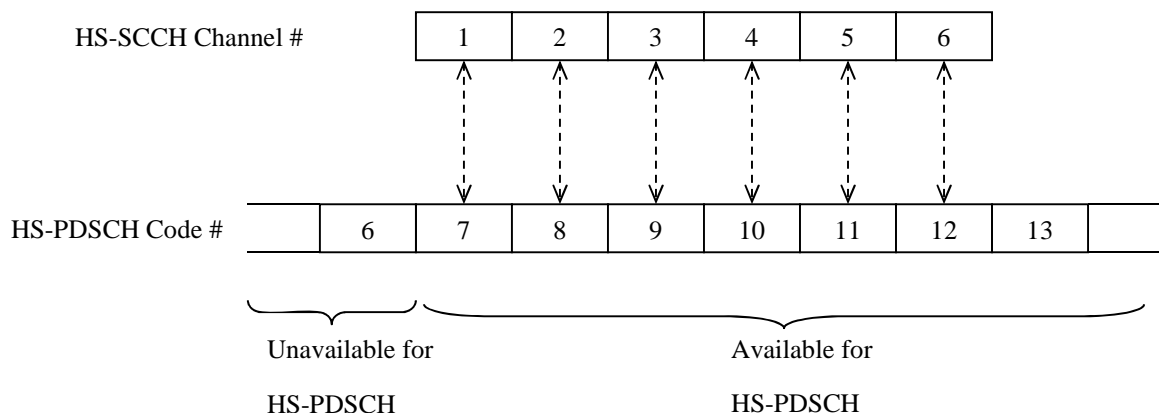 HS-SCCH Channel # 1 2 3 4 5 6
HS-PDSCH Code # 6 7 8 9 10 11 12 13
Unavailable for
HS-PDSCH
Available for
HS-PDSCH